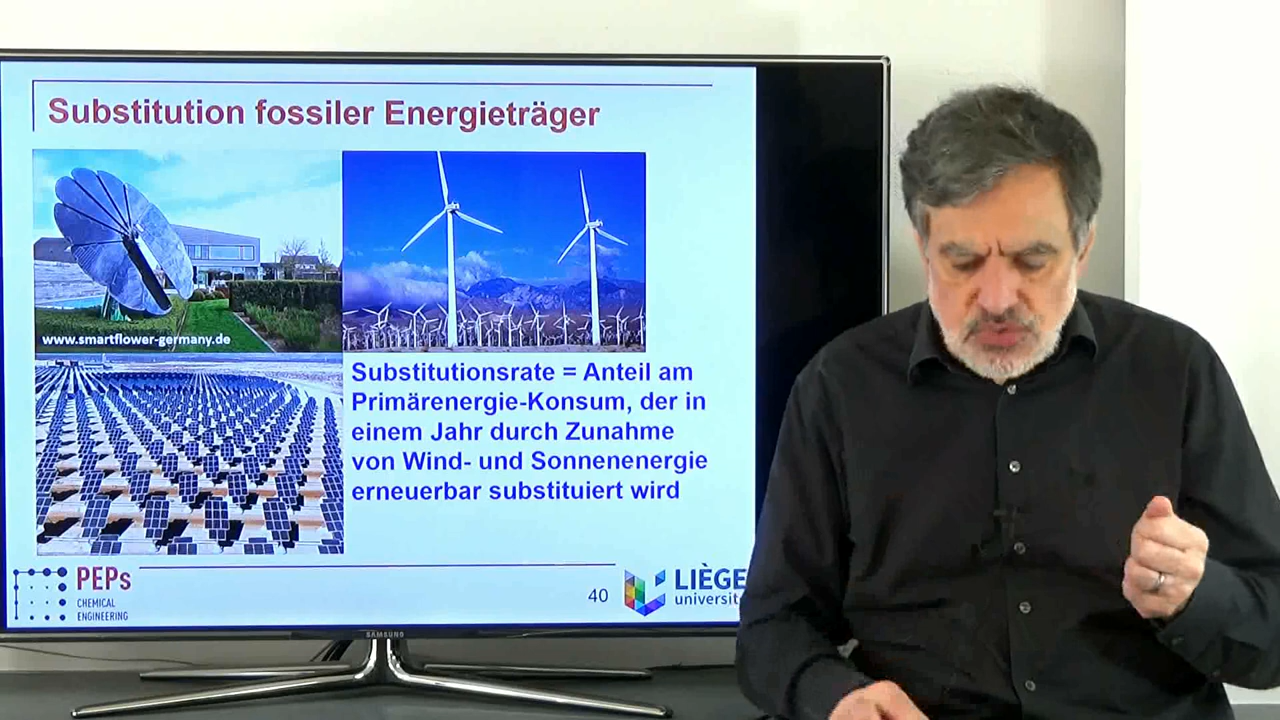 Substitution fossiler Energieträger
www.smartflower-germany.de
Substitutionsrate = Anteil am
Primärenergie-Konsum, der in
einem Jahr durch Zunahme
von Wind- und Sonnenenergie
erneuerbar substituiert wird
PEPs
CHEMICAL
ENGINEERING
40
LIÈGE
universit
SAMSUNG